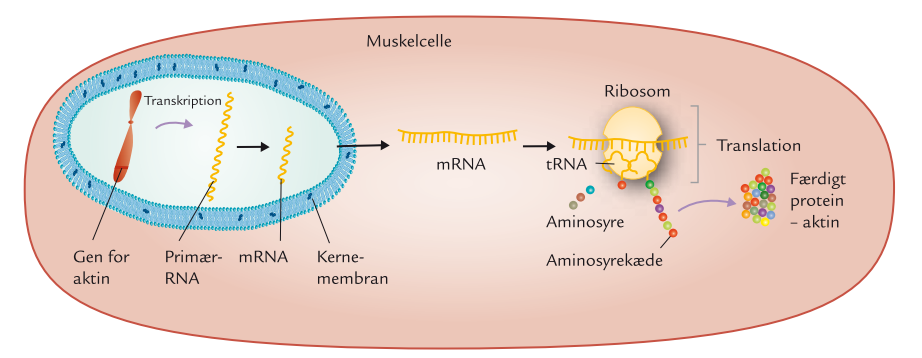 Muskelcelle
Transkription
Gen for
aktin
Primær-
RNA
mRNA
Kerne-
membran
mRNA
Ribosom
tRNA
Translation
Aminosyre
Aminosyrekæde
Færdigt
protein
– aktin